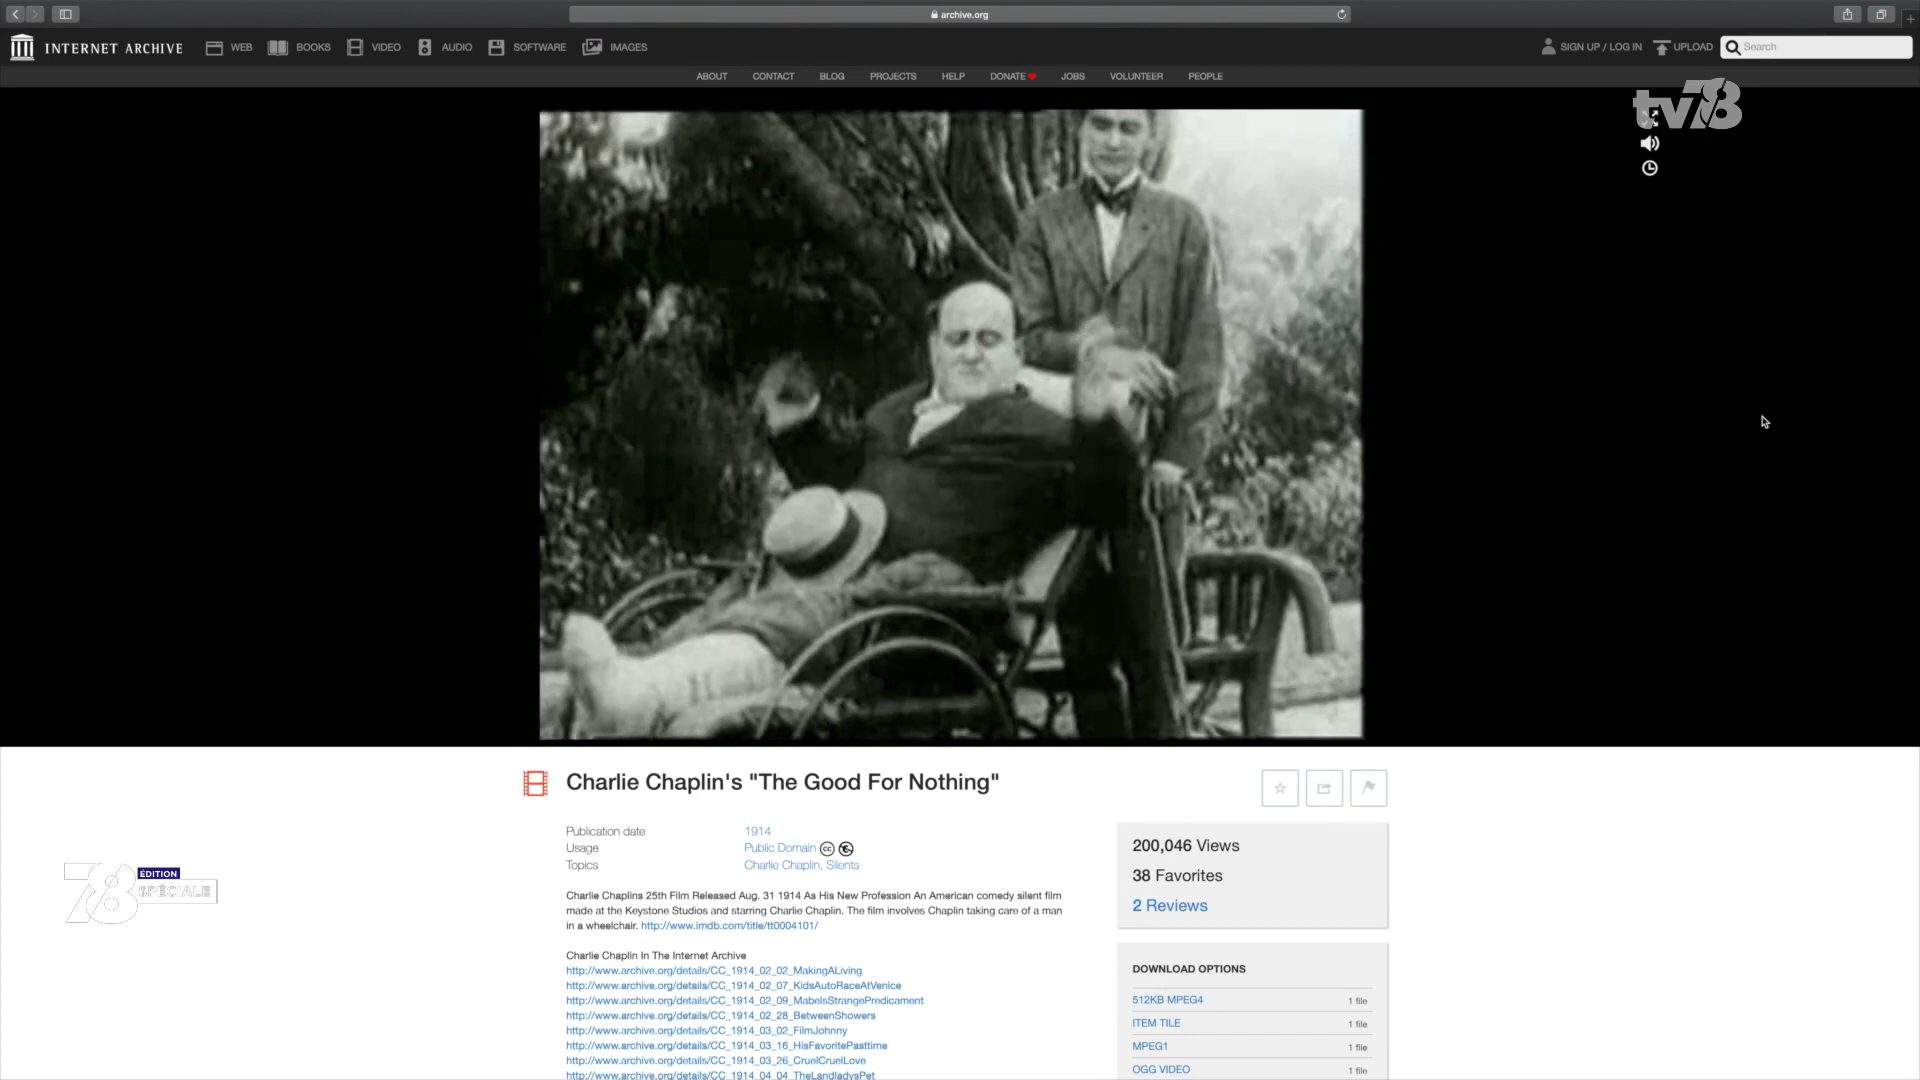 archive.org
INTERNET ARCHIVE
WEB
BOOKS
VIDEO
AUDIO
SOFTWARE
IMAGES
SIGN UP / LOG IN
UPLOAD
Search
ABOUT
CONTACT
BLOG
PROJECTS
HELP
DONATE
JOBS
VOLUNTEER
PEOPLE
tv78
Charlie Chaplin's "The Good For Nothing"
Publication date 1914
Usage Public Domain
Topics Charlie Chaplin, Silents
Charlie Chaplins 25th Film Released Aug. 31 1914 As His New Profession An American comedy silent film
made at the Keystone Studios and starring Charlie Chaplin. The film involves Chaplin taking care of a man
in a wheelchair. http://www.imdb.com/title/tt0004101/
Charlie Chaplin In The Internet Archive
http://www.archive.org/details/CC_1914_02_02_MakingALiving
http://www.archive.org/details/CC_1914_02_07_KidsAutoRaceAtVenice
http://www.archive.org/details/CC_1914_02_09_MabelsStrangePredicament
http://www.archive.org/details/CC_1914_02_28_BetweenShowers
http://www.archive.org/details/CC_1914_03_02_FilmJohnny
http://www.archive.org/details/CC_1914_03_16_HisFavoritePasttime
http://www.archive.org/details/CC_1914_03_26_CruelCruelLove
http://www.archive.org/details/CC_1914_04_04_TheLandladysPet
200,046 Views
38 Favorites
2 Reviews
DOWNLOAD OPTIONS
512KB MPEG4 1 file
ITEM TILE 1 file
MPEG1 1 file
OGG VIDEO 1 file
78
ÉDITION
SPÉCIALE